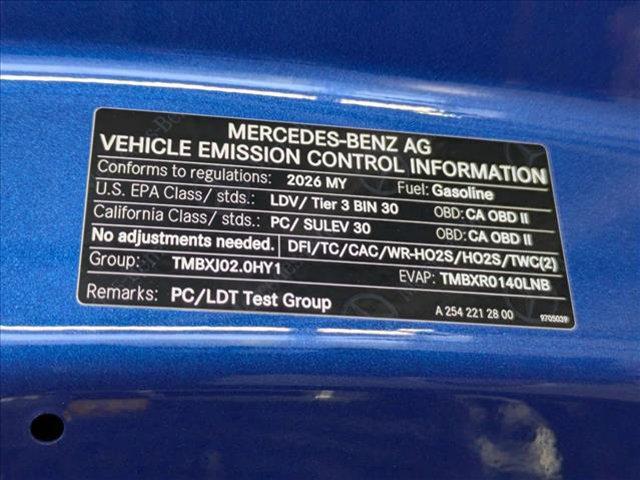 MERCEDES-BENZ AG
VEHICLE EMISSION CONTROL INFORMATION
Conforms to regulations: 2026 MY Fuel: Gasoline
U.S. EPA Class/ stds.: LDV/ Tier 3 BIN 30 OBD: CA OBD II
California Class/ stds.: PC/ SULEV 30 OBD: CA OBD II
No adjustments needed. DFI/TC/CAC/WR-HO2S/HO2S/TWC(2)
Group: TMBXJ02.0HY1 EVAP: TMBXR0140LNB
Remarks: PC/LDT Test Group A 254 221 28 00 9705039